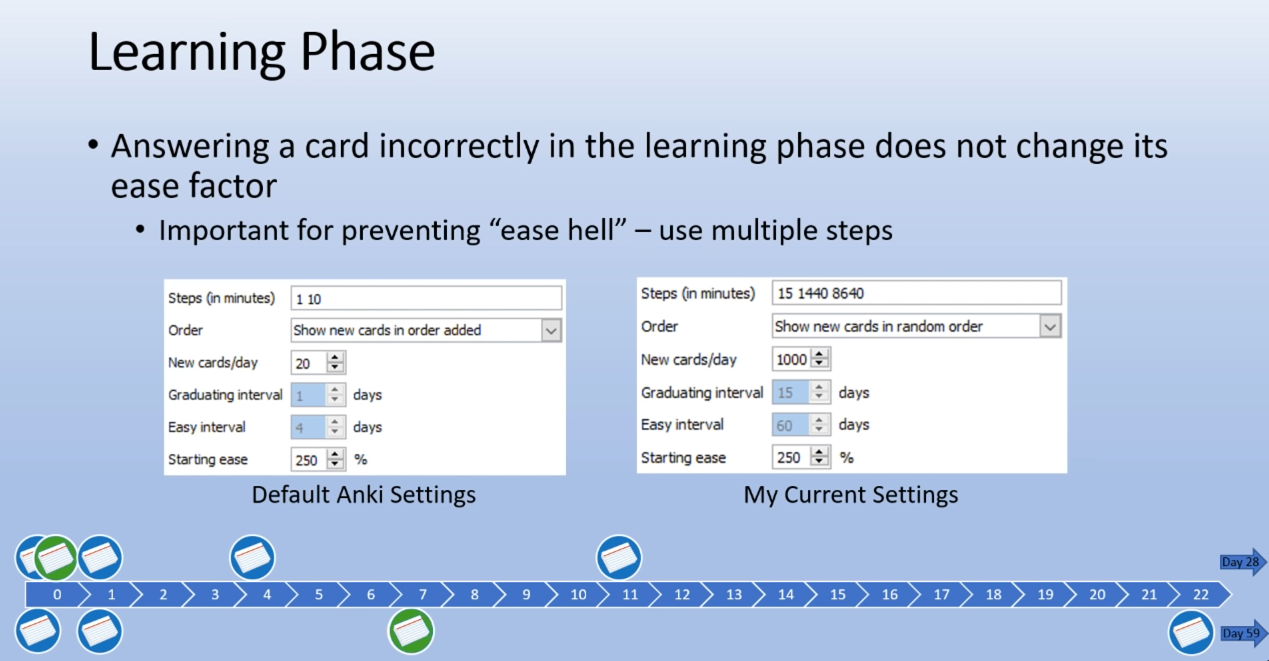 Learning Phase
• Answering a card incorrectly in the learning phase does not change its
ease factor
• Important for preventing “ease hell” – use multiple steps
Steps (in minutes) 1 10
Order Show new cards in order added
New cards/day 20
Graduating interval 1 days
Easy interval 4 days
Starting ease 250 %
Default Anki Settings
Steps (in minutes) 15 1440 8640
Order Show new cards in random order
New cards/day 1000
Graduating interval 15 days
Easy interval 60 days
Starting ease 250 %
My Current Settings
Day 28
0 1 2 3 4 5 6 7 8 9 10 11 12 13 14 15 16 17 18 19 20 21 22
Day 59